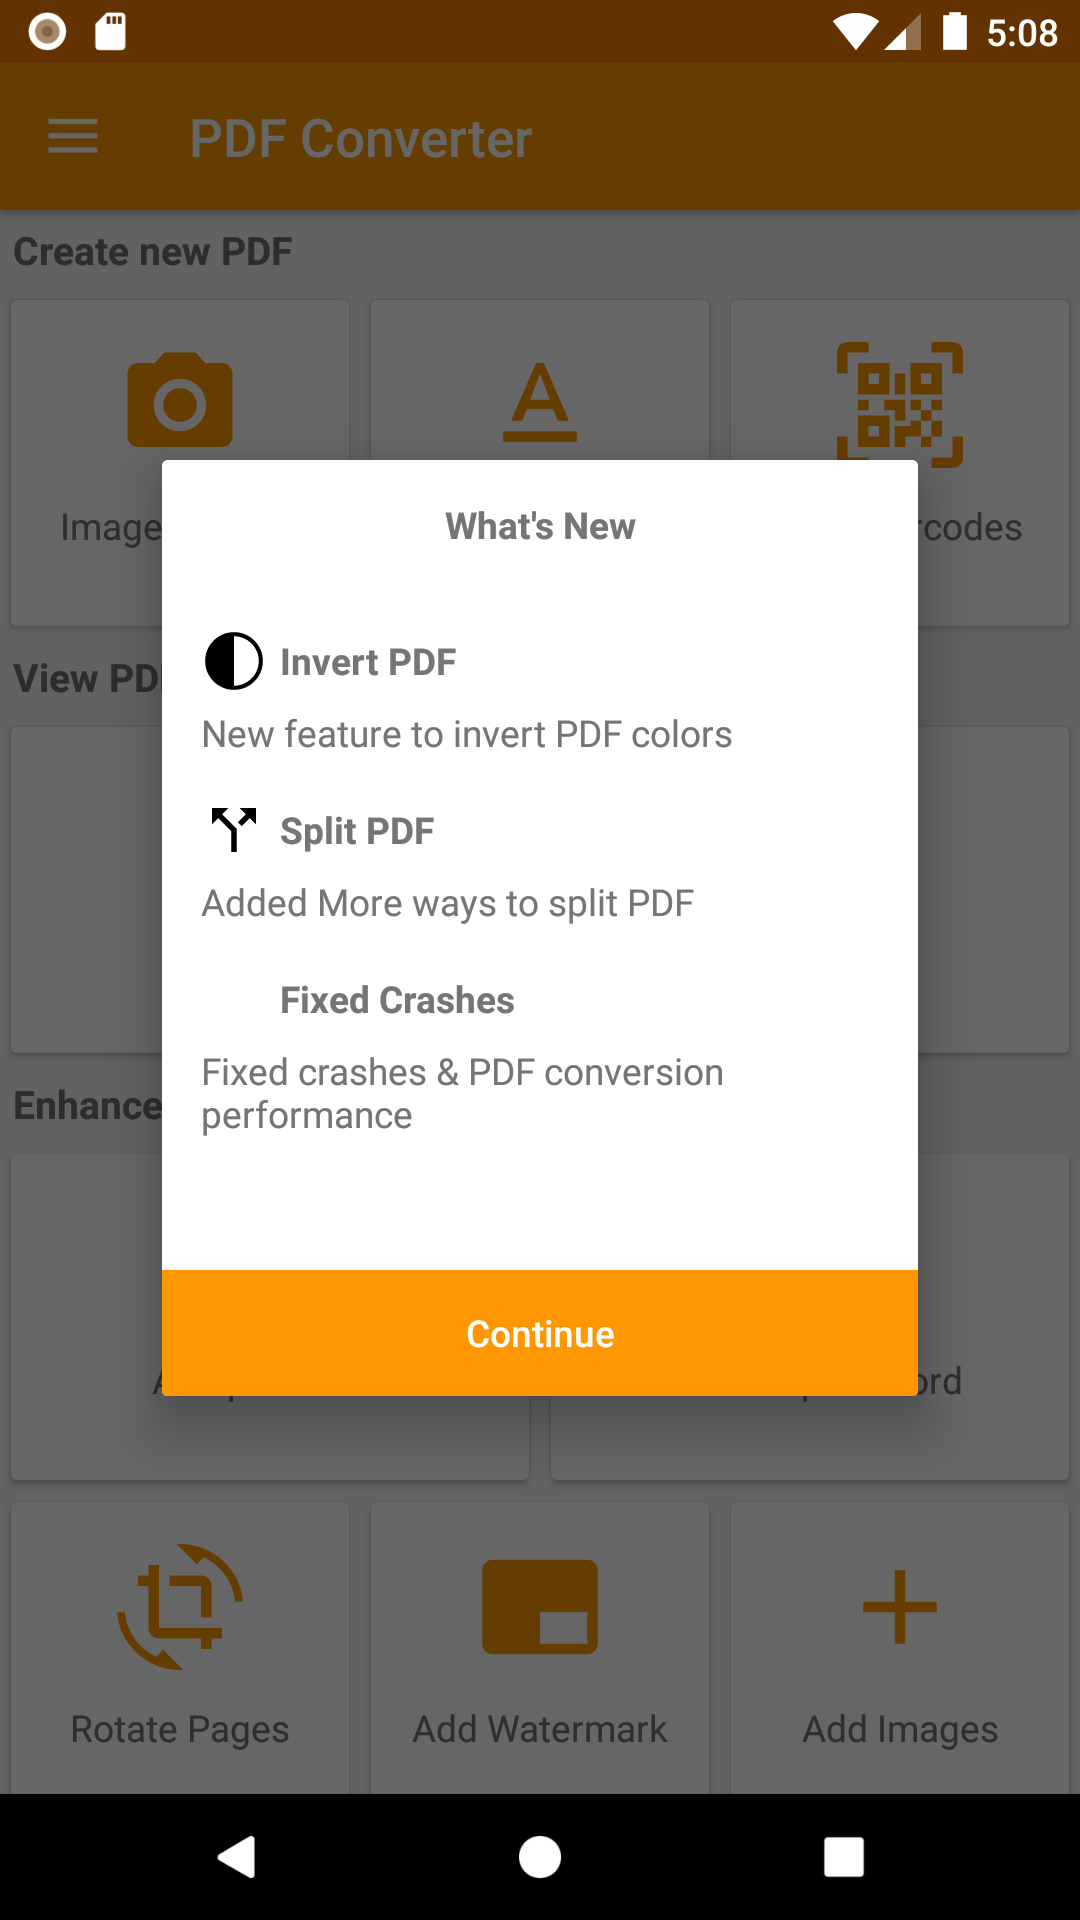 5:08
PDF Converter
Create new PDF
Image
rcodes
What's New
View PD
Invert PDF
New feature to invert PDF colors
Split PDF
Added More ways to split PDF
Fixed Crashes
Fixed crashes & PDF conversion
performance
Enhance
Continue
ord
Rotate Pages
Add Watermark
Add Images